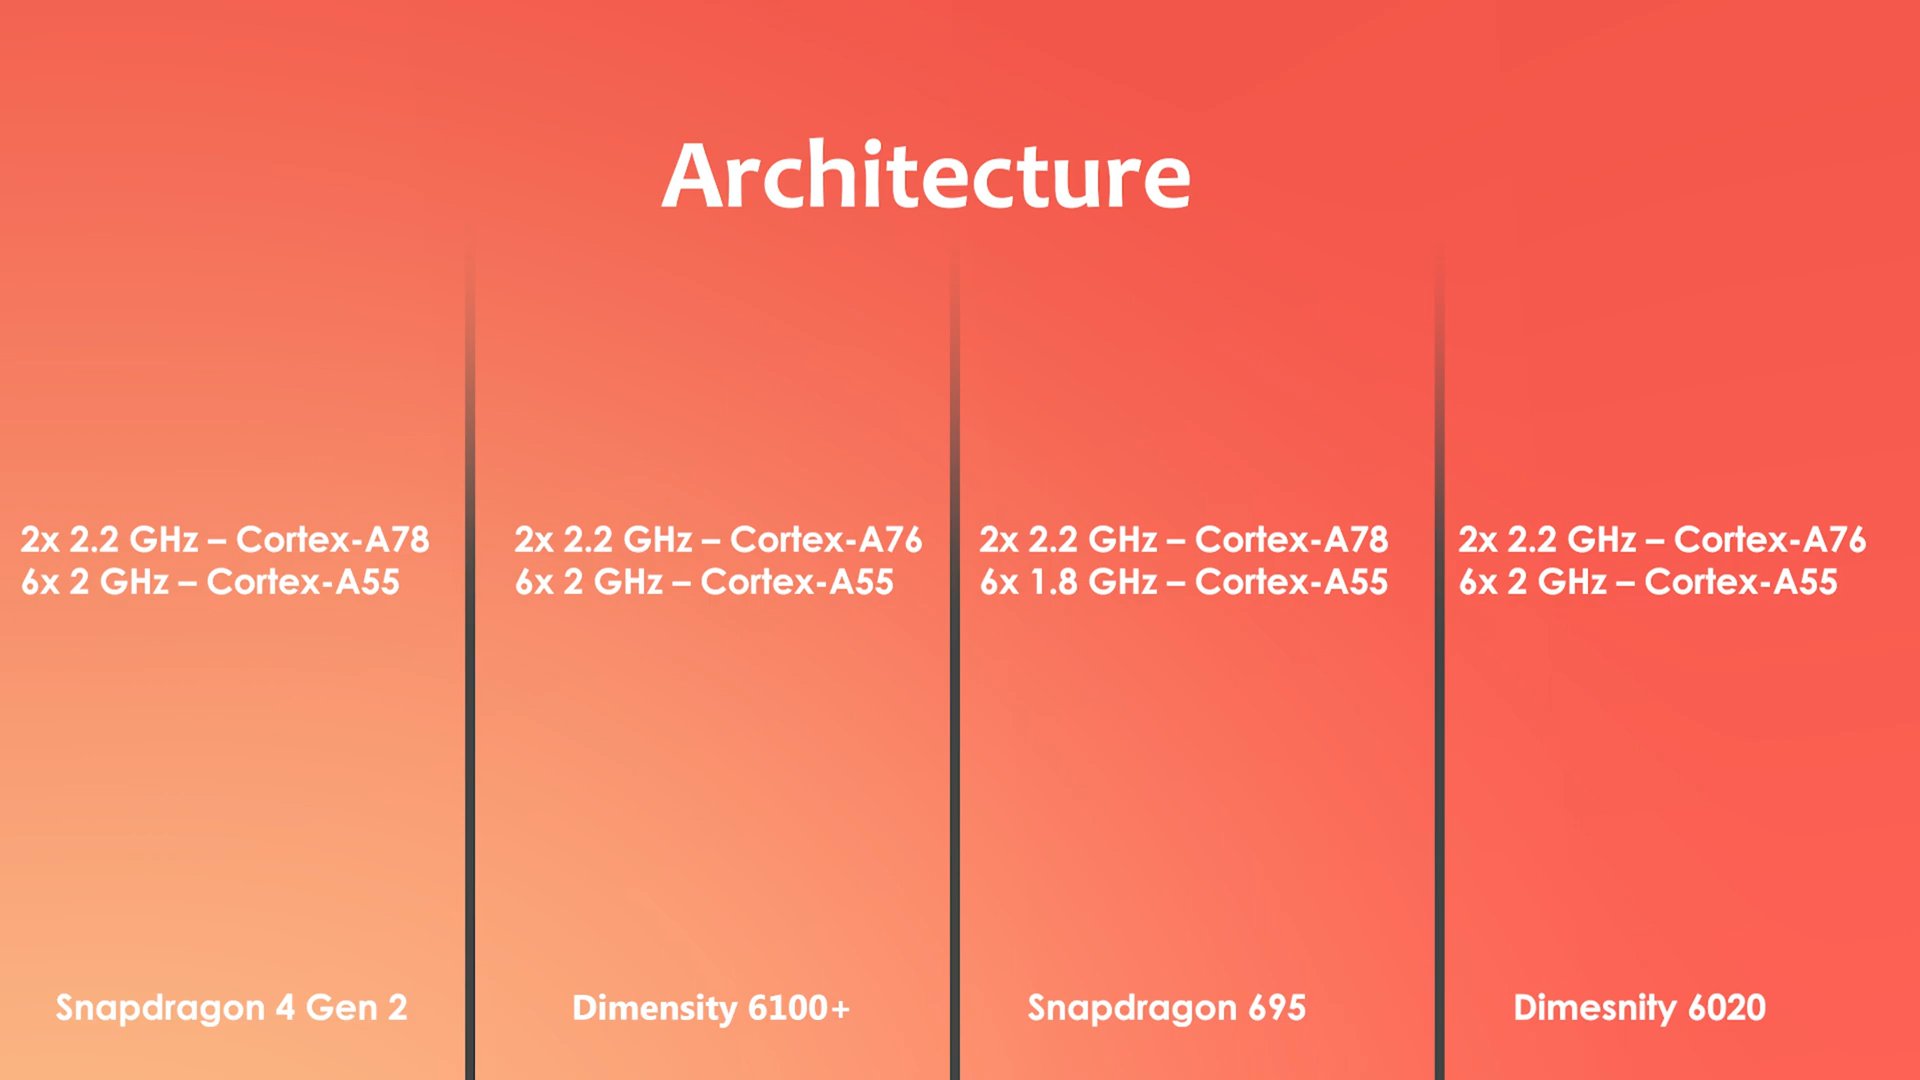 Architecture
2x 2.2 GHz – Cortex-A78
6x 2 GHz – Cortex-A55
2x 2.2 GHz – Cortex-A76
6x 2 GHz – Cortex-A55
2x 2.2 GHz – Cortex-A78
6x 1.8 GHz – Cortex-A55
2x 2.2 GHz – Cortex-A76
6x 2 GHz – Cortex-A55
Snapdragon 4 Gen 2
Dimensity 6100+
Snapdragon 695
Dimesnity 6020